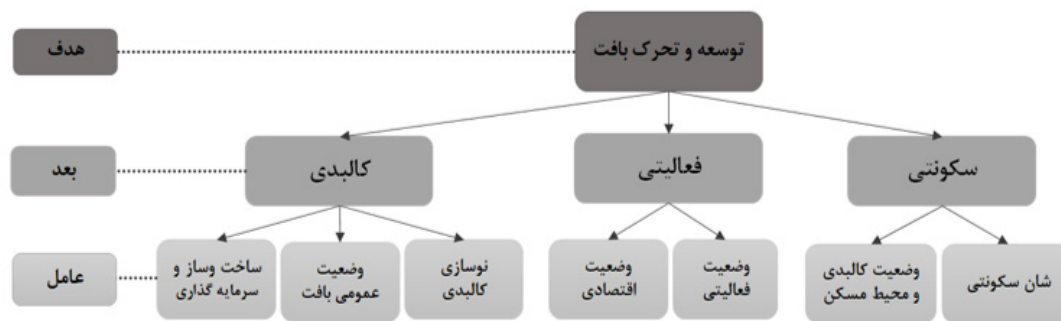 توسعه و تحرک بافت
هدف
سکونتی
فعالیتی
کالبدی
بعد
شان سکونتی
وضعیت کالبدی
و محیط مسکن
وضعیت
فعالیتی
وضعیت
اقتصادی
نوسازی
کالبدی
وضعیت
عمومی بافت
ساخت وساز و
سرمایه گذاری
عامل